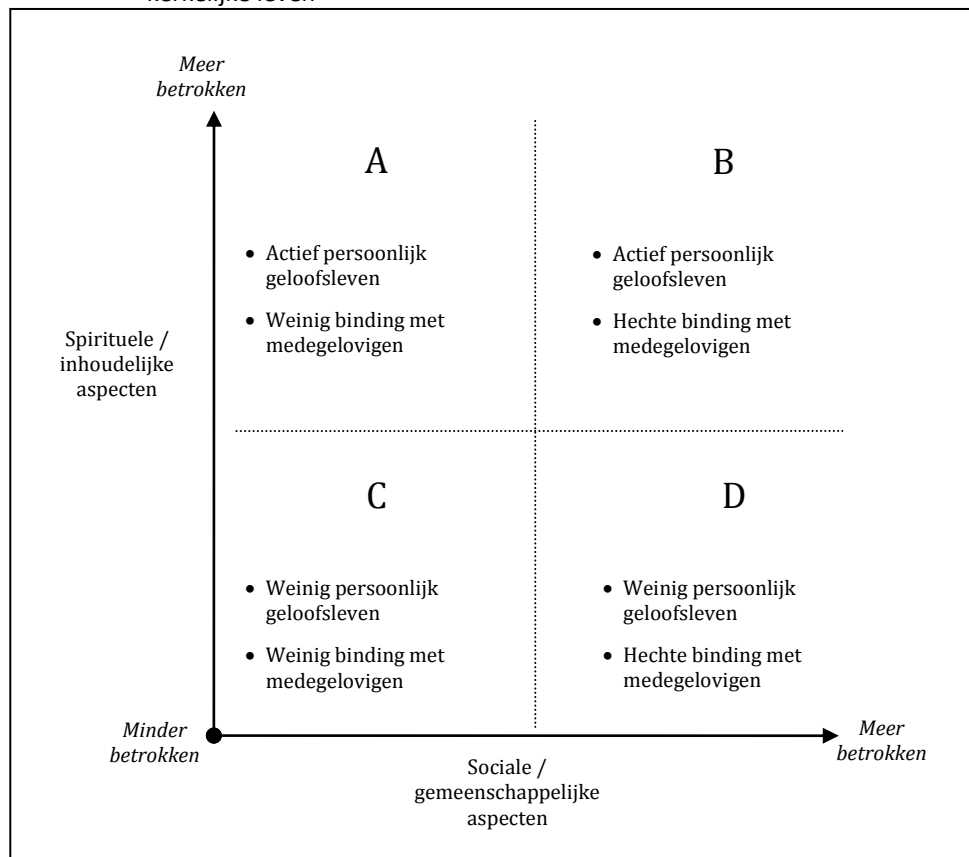 kerkelijke leven
Meer
betrokken
A
B
• Actief persoonlijk
geloofsleven
• Weinig binding met
medegelovigen
• Actief persoonlijk
geloofsleven
• Hechte binding met
medegelovigen
Spirituele /
inhoudelijke
aspecten
C
D
• Weinig persoonlijk
geloofsleven
• Weinig binding met
medegelovigen
• Weinig persoonlijk
geloofsleven
• Hechte binding met
medegelovigen
Minder
betrokken
Meer
betrokken
Sociale /
gemeenschappelijke
aspecten